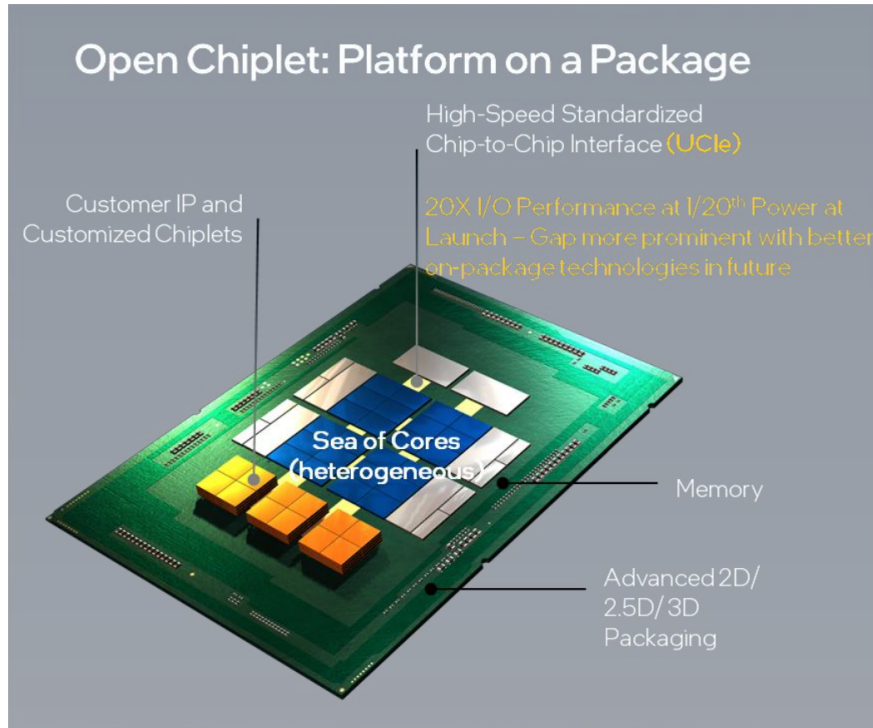 Open Chiplet: Platform on a Package
High-Speed Standardized
Chip-to-Chip Interface (UCIe)
20X I/O Performance at 1/20th Power at
Launch – Gap more prominent with better
on-package technologies in future
Customer IP and
Customized Chiplets
Sea of Cores
(heterogeneous)
Memory
Advanced 2D/
2.5D/3D
Packaging